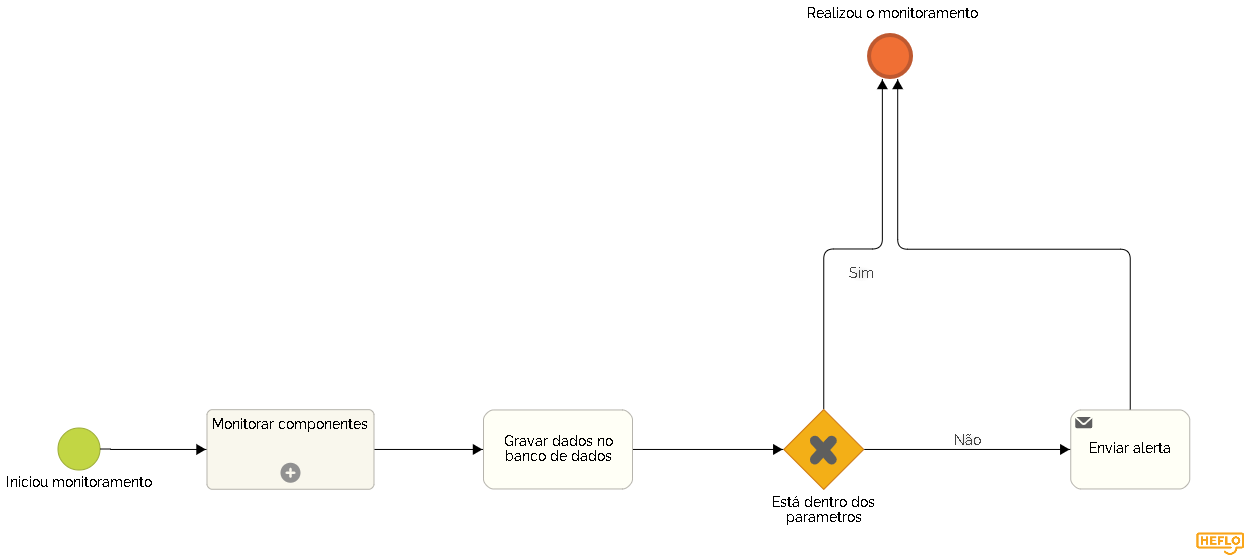 Realizou o monitoramento
Sim
Monitorar componentes
Gravar dados no
banco de dados
Não
Enviar alerta
Iniciou monitoramento
Está dentro dos
parametros
HEFLO